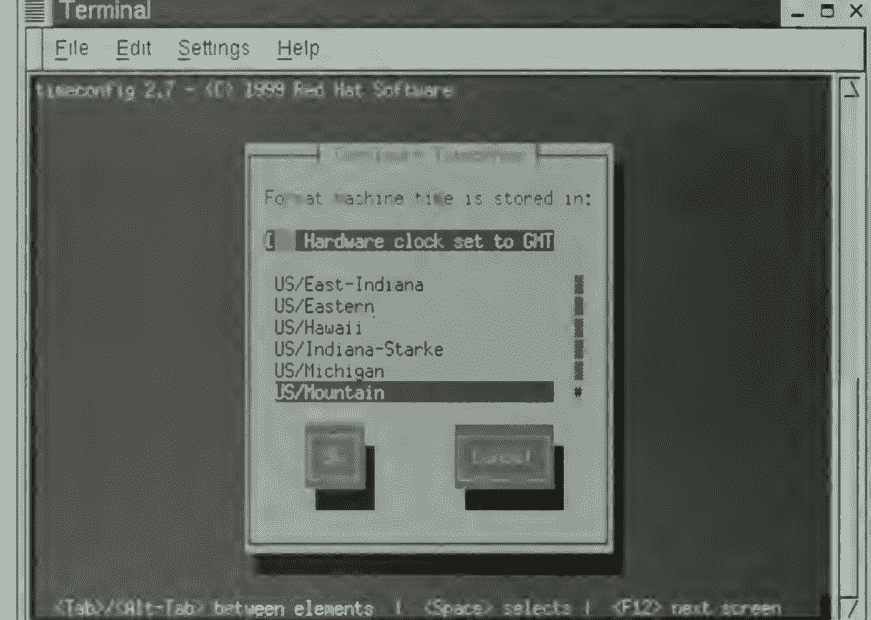 Terminal
File Edit Settings Help
timeconfig 2.7 - (C) 1999 Red Hat Software
Configure Timezones
Format machine time is stored in:
[ Hardware clock set to GMT
US/East-Indiana
US/Eastern
US/Hawaii
US/Indiana-Starke
US/Michigan
US/Mountain
#
Cancel
<Tab>/<Alt-Tab> between elements | <Space> selects | <F12> next screen